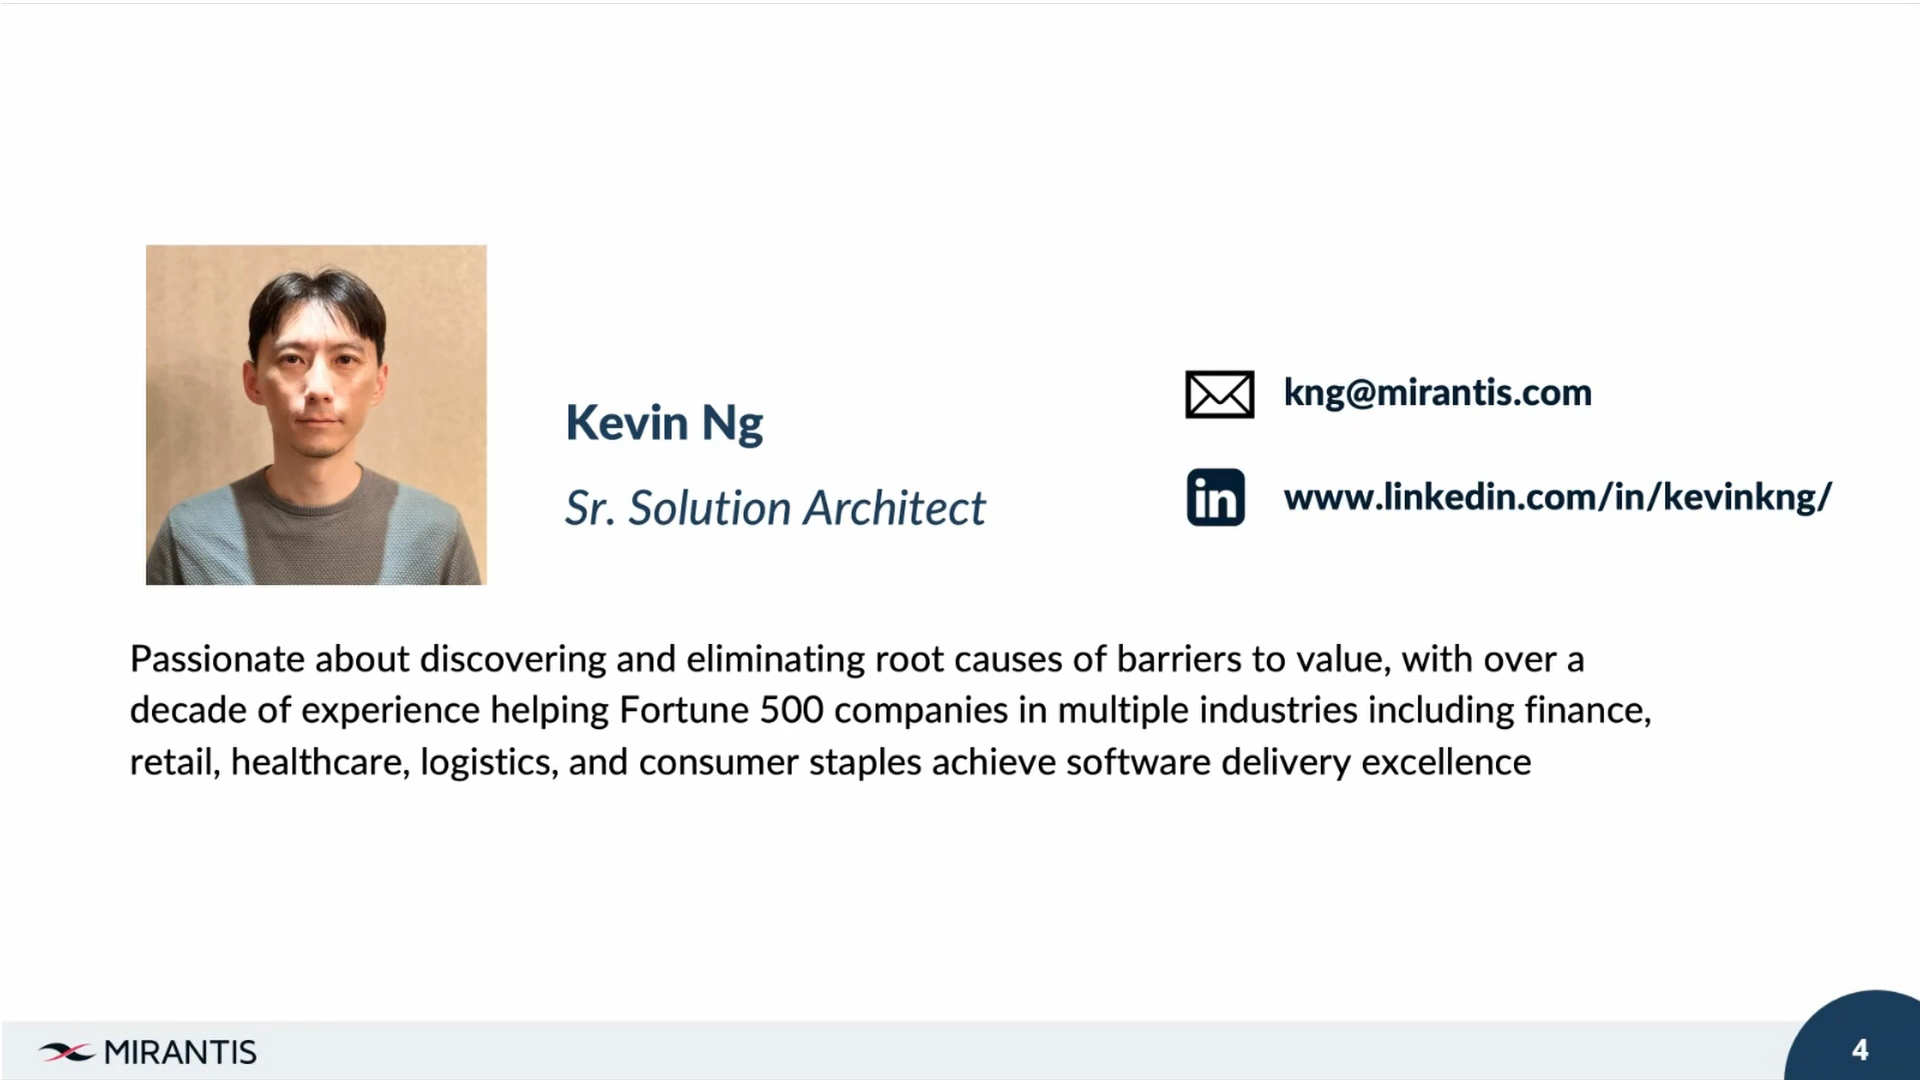 Kevin Ng
Sr. Solution Architect
kng@mirantis.com
in www.linkedin.com/in/kevinkng/
Passionate about discovering and eliminating root causes of barriers to value, with over a
decade of experience helping Fortune 500 companies in multiple industries including finance,
retail, healthcare, logistics, and consumer staples achieve software delivery excellence
MIRANTIS
4